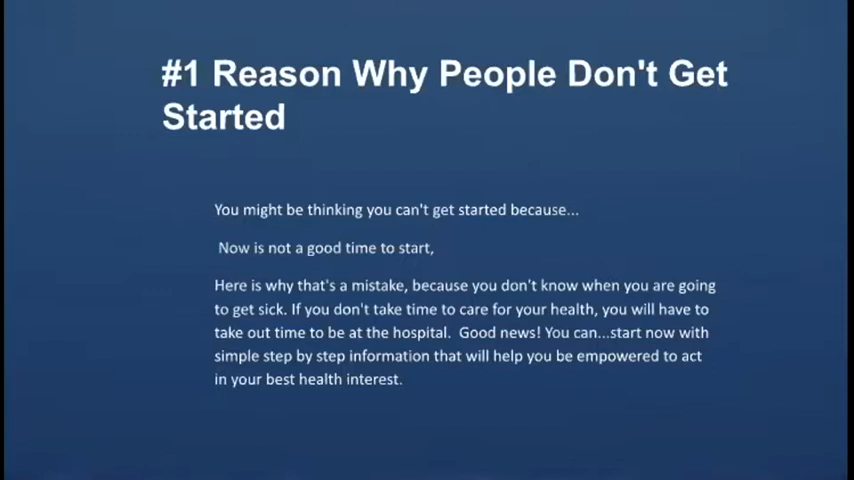 #1 Reason Why People Don't Get
Started
You might be thinking you can't get started because...
Now is not a good time to start,
Here is why that's a mistake, because you don't know when you are going
to get sick. If you don't take time to care for your health, you will have to
take out time to be at the hospital.  Good news! You can...start now with
simple step by step information that will help you be empowered to act
in your best health interest.